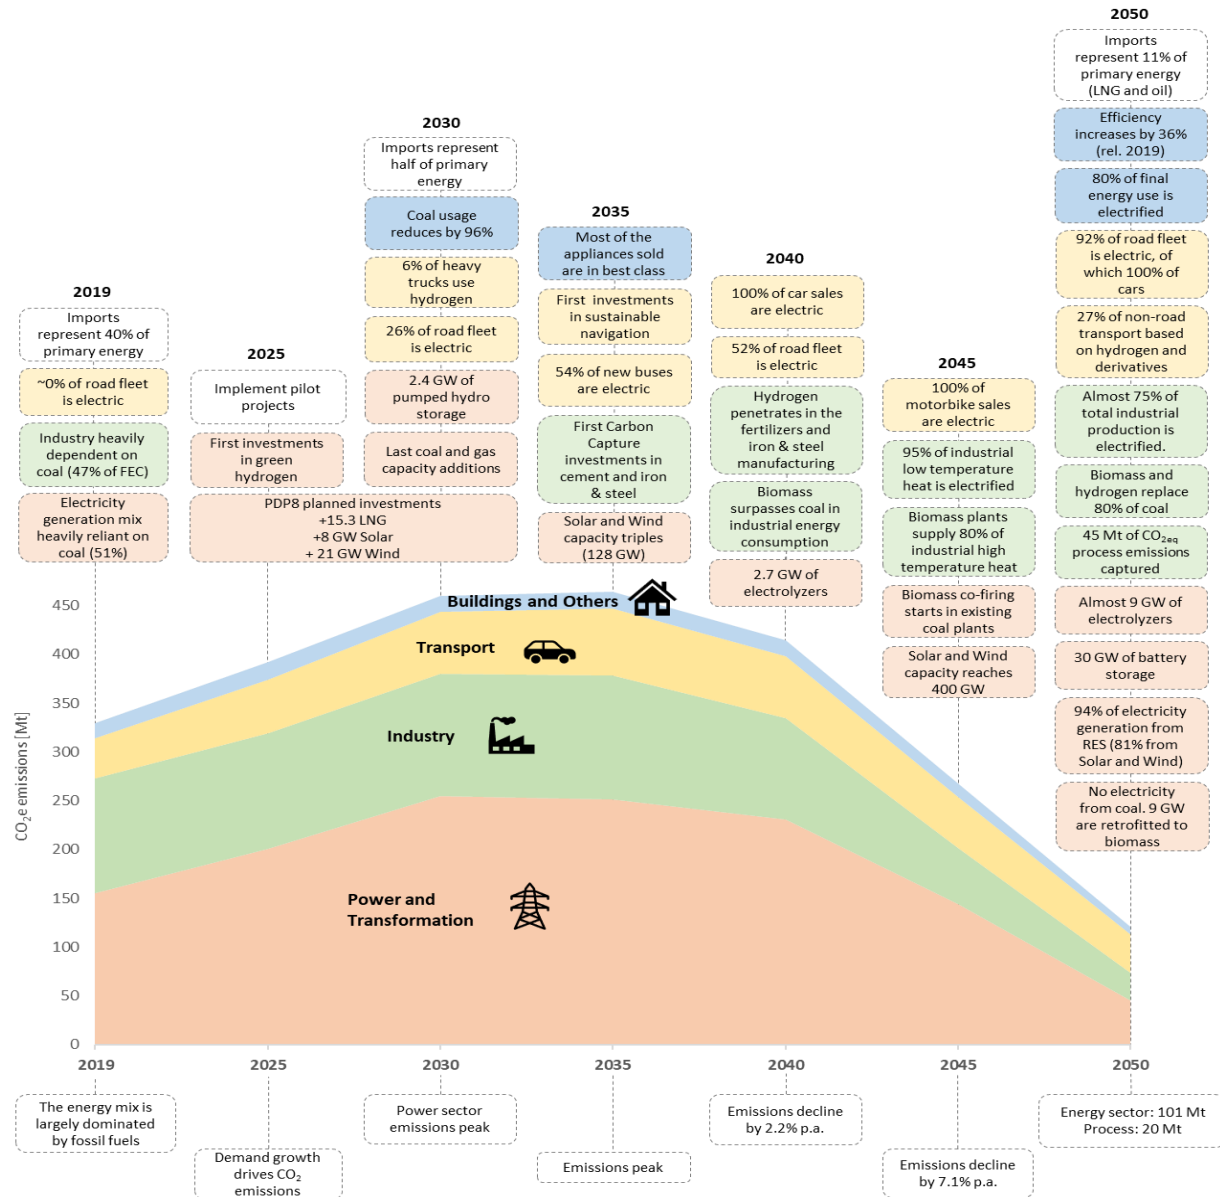 2019
Imports
represent 40% of
primary energy
~0% of road fleet
is electric
Industry heavily
dependent on
coal (47% of FEC)
Electricity
generation mix
heavily reliant on
coal (51%)
2025
Implement pilot
projects
First investments
in green
hydrogen
PDP8 planned investments
+15.3 LNG
+8 GW Solar
+ 21 GW Wind
2030
Imports represent
half of primary
energy
Coal usage
reduces by 96%
6% of heavy
trucks use
hydrogen
26% of road fleet
is electric
2.4 GW of
pumped hydro
storage
Last coal and gas
capacity additions
2035
Most of the
appliances sold
are in best class
First investments
in sustainable
navigation
54% of new buses
are electric
First Carbon
Capture
investments in
cement and iron
& steel
Solar and Wind
capacity triples
(128 GW)
2040
100% of car sales
are electric
52% of road fleet
is electric
Hydrogen
penetrates in the
fertilizers and
iron & steel
manufacturing
Biomass
surpasses coal in
industrial energy
consumption
2.7 GW of
electrolyzers
2045
100% of
motorbike sales
are electric
95% of industrial
low temperature
heat is electrified
Biomass plants
supply 80% of
industrial high
temperature heat
Biomass co-firing
starts in existing
coal plants
Solar and Wind
capacity reaches
400 GW
2050
Imports
represent 11% of
primary energy
(LNG and oil)
Efficiency
increases by 36%
(rel. 2019)
80% of final
energy use is
electrified
92% of road fleet
is electric, of
which 100% of
cars
27% of non-road
transport based
on hydrogen and
derivatives
Almost 75% of
total industrial
production is
electrified.
Biomass and
hydrogen replace
80% of coal
45 Mt of CO₂eq
process emissions
captured
Almost 9 GW of
electrolyzers
30 GW of battery
storage
94% of electricity
generation from
RES (81% from
Solar and Wind)
No electricity
from coal. 9 GW
are retrofitted to
biomass
CO₂e emissions [Mt]
450
400
350
300
250
200
150
100
50
0
Buildings and Others
Transport
Industry
Power and
Transformation
2019
2025
2030
2035
2040
2045
2050
The energy mix is
largely dominated
by fossil fuels
Demand growth
drives CO₂
emissions
Power sector
emissions peak
Emissions peak
Emissions decline
by 2.2% p.a.
Emissions decline
by 7.1% p.a.
Energy sector: 101 Mt
Process: 20 Mt